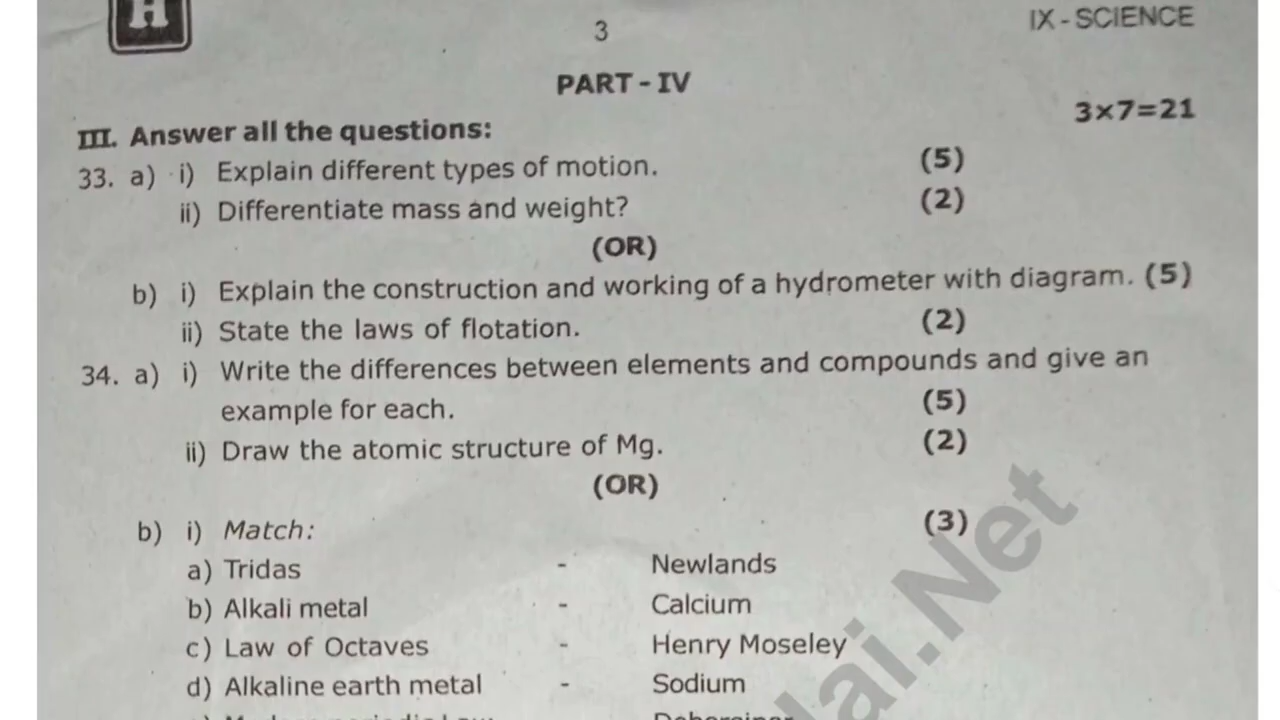 H
3
IX - SCIENCE
PART - IV
3×7=21
III. Answer all the questions:
33. a) i) Explain different types of motion. (5)
ii) Differentiate mass and weight? (2)
(OR)
b) i) Explain the construction and working of a hydrometer with diagram. (5)
ii) State the laws of flotation. (2)
34. a) i) Write the differences between elements and compounds and give an
example for each. (5)
ii) Draw the atomic structure of Mg. (2)
(OR)
b) i) Match: (3)
a) Tridas - Newlands
b) Alkali metal - Calcium
c) Law of Octaves - Henry Moseley
d) Alkaline earth metal - Sodium